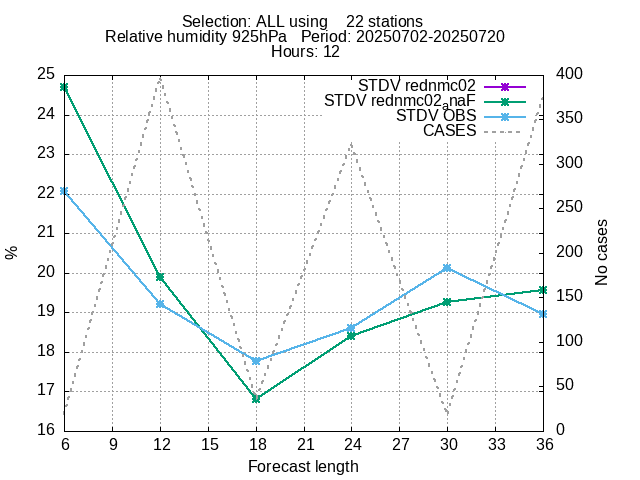 Selection: ALL using    22 stations
Relative humidity 925hPa   Period: 20250702-20250720
Hours: 12
STDV rednmc02
STDV rednmc02anaF
STDV OBS
CASES
25
24
23
22
21
20
19
18
17
16
%
400
350
300
250
200
150
100
50
0
No cases
6 9 12 15 18 21 24 27 30 33 36
Forecast length